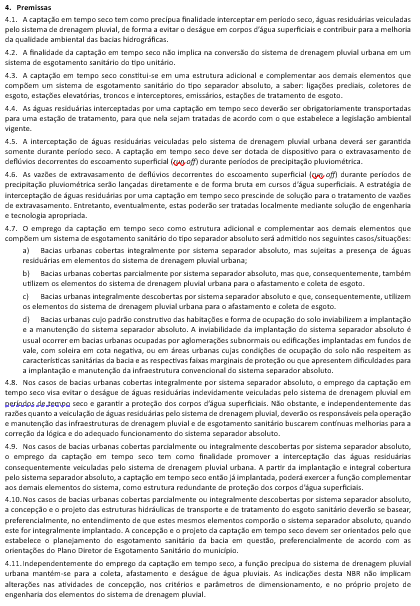 4. Premissas
4.1. A captação em tempo seco tem como precípua finalidade interceptar em período seco, águas residuárias veiculadas
pelo sistema de drenagem pluvial, de forma a evitar o deságue em corpos d'água superficiais e contribuir para a melhoria
da qualidade ambiental das bacias hidrográficas.
4.2. A finalidade da captação em tempo seco não implica na conversão do sistema de drenagem pluvial urbana em um
sistema de esgotamento sanitário do tipo unitário.
4.3. A captação em tempo seco constitui-se em uma estrutura adicional e complementar aos demais elementos que
compõem um sistema de esgotamento sanitário do tipo separador absoluto, a saber: ligações prediais, coletores de
esgoto, estações elevatórias, troncos e interceptores, emissários, estações de tratamento de esgoto.
4.4. As águas residuárias interceptadas por uma captação em tempo seco deverão ser obrigatoriamente transportadas
para uma estação de tratamento, para que nela sejam tratadas de acordo com o que estabelece a legislação ambiental
vigente.
4.5. A interceptação de águas residuárias veiculadas pelo sistema de drenagem pluvial urbana deverá ser garantida
somente durante período seco. A captação em tempo seco deve ser dotada de dispositivo para o extravasamento de
deflúvios decorrentes do escoamento superficial (run off) durante períodos de precipitação pluviométrica.
4.6. As vazões de extravasamento de deflúvios decorrentes do escoamento superficial (run off) durante períodos de
precipitação pluviométrica serão lançadas diretamente e de forma bruta em cursos d'água superficiais. A estratégia de
interceptação de águas residuárias por uma captação em tempo seco prescinde de solução para o tratamento de vazões
de extravasamento. Entretanto, eventualmente, estas poderão ser tratadas localmente mediante solução de engenharia
e tecnologia apropriada.
4.7. O emprego da captação em tempo seco como estrutura adicional e complementar aos demais elementos que
compõem um sistema de esgotamento sanitário do tipo separador absoluto será admitido nos seguintes casos/situações:
a) Bacias urbanas cobertas integralmente por sistema separador absoluto, mas sujeitas a presença de águas
residuárias em elementos do sistema de drenagem pluvial urbana;
b) Bacias urbanas cobertas parcialmente por sistema separador absoluto, mas que, consequentemente, também
utilizem os elementos do sistema de drenagem pluvial urbana para o afastamento e coleta de esgoto.
c) Bacias urbanas integralmente descobertas por sistema separador absoluto e que, consequentemente, utilizem
os elementos do sistema de drenagem pluvial urbana para o afastamento e coleta de esgoto.
d) Bacias urbanas cujo padrão construtivo das habitações e forma de ocupação do solo inviabilizem a implantação
e a manutenção do sistema separador absoluto. A inviabilidade da implantação do sistema separador absoluto é
usual ocorrer em bacias urbanas ocupadas por aglomerações subnormais ou edificações implantadas em fundos de
vale, com soleira em cota negativa, ou em áreas urbanas cujas condições de ocupação do solo não respeitem as
características sanitárias da bacia e as respectivas faixas marginais de proteção ou que apresentem dificuldades para
a implantação e manutenção da infraestrutura convencional do sistema separador absoluto.
4.8. Nos casos de bacias urbanas cobertas integralmente por sistema separador absoluto, o emprego da captação em
tempo seco visa evitar o deságue de águas residuárias indevidamente veiculadas pelo sistema de drenagem pluvial em
períodos de tempo seco e garantir a proteção dos corpos d'água superficiais. Não obstante, e independentemente das
razões quanto a veiculação de águas residuárias pelo sistema de drenagem pluvial, deverão os responsáveis pela operação
e manutenção das infraestruturas de drenagem pluvial e de esgotamento sanitário buscarem contínuas melhorias para a
correção da lógica e do adequado funcionamento do sistema separador absoluto.
4.9. Nos casos de bacias urbanas cobertas parcialmente ou integralmente descobertas por sistema separador absoluto,
o emprego da captação em tempo seco tem como finalidade promover a interceptação das águas residuárias
consequentemente veiculadas pelo sistema de drenagem pluvial urbana. A partir da implantação e integral cobertura
pelo sistema separador absoluto, a captação em tempo seco então já implantada, poderá exercer a função complementar
aos demais elementos do sistema, como estrutura redundante de proteção dos corpos d'água superficiais.
4.10. Nos casos de bacias urbanas cobertas parcialmente ou integralmente descobertas por sistema separador absoluto,
a concepção e o projeto das estruturas hidráulicas de transporte e de tratamento do esgoto sanitário deverão se basear,
preferencialmente, no entendimento de que estes mesmos elementos comporão o sistema separador absoluto, quando
este for integralmente implantado. A concepção e o projeto da captação em tempo seco devem ser orientados pelo que
estabelece o planejamento do esgotamento sanitário da bacia em questão, preferencialmente de acordo com as
orientações do Plano Diretor de Esgotamento Sanitário do município.
4.11. Independentemente do emprego da captação em tempo seco, a função precípua do sistema de drenagem pluvial
urbana mantém-se para a coleta, afastamento e deságue de água pluviais. As indicações desta NBR não implicam
alterações nas atividades de concepção, nos critérios e parâmetros de dimensionamento, e no próprio projeto de
engenharia dos elementos do sistema de drenagem pluvial.